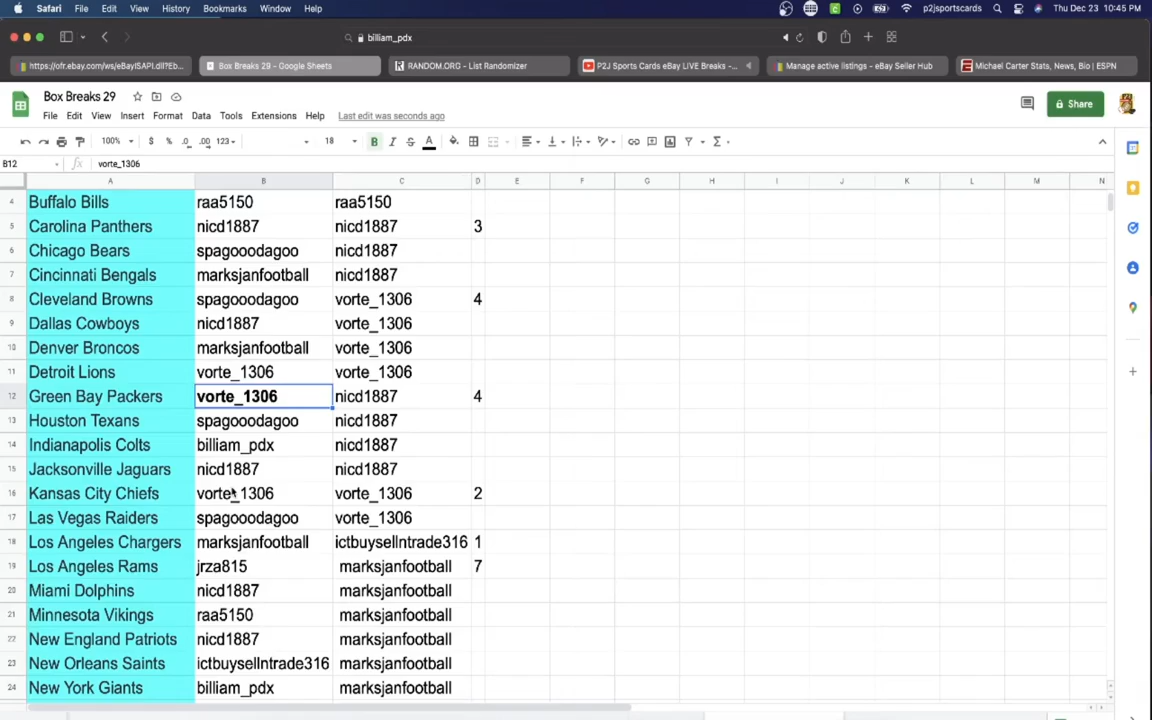 Safari File Edit View History Bookmarks Window Help p2jsportscards Thu Dec 23 10:45 PM
billiam_pdx
https://ofr.ebay.com/ws/eBayISAPI.dll?Eb... Box Breaks 29 - Google Sheets RANDOM.ORG - List Randomizer P2J Sports Cards eBay LIVE Breaks -... Manage active listings - eBay Seller Hub Michael Carter Stats, News, Bio | ESPN
Box Breaks 29
File Edit View Insert Format Data Tools Extensions Help Last edit was seconds ago Share
100% $ % .0 .00 123 18 B I S A
B12 fx vorte_1306
A B C D E F G H I J K L M N
4 Buffalo Bills raa5150 raa5150
5 Carolina Panthers nicd1887 nicd1887 3
6 Chicago Bears spagooodagoo nicd1887
7 Cincinnati Bengals marksjanfootball nicd1887
8 Cleveland Browns spagooodagoo vorte_1306 4
9 Dallas Cowboys nicd1887 vorte_1306
10 Denver Broncos marksjanfootball vorte_1306
11 Detroit Lions vorte_1306 vorte_1306
12 Green Bay Packers vorte_1306 nicd1887 4
13 Houston Texans spagooodagoo nicd1887
14 Indianapolis Colts billiam_pdx nicd1887
15 Jacksonville Jaguars nicd1887 nicd1887
16 Kansas City Chiefs vorte_1306 vorte_1306 2
17 Las Vegas Raiders spagooodagoo vorte_1306
18 Los Angeles Chargers marksjanfootball ictbuysellntrade316 1
19 Los Angeles Rams jrza815 marksjanfootball 7
20 Miami Dolphins nicd1887 marksjanfootball
21 Minnesota Vikings raa5150 marksjanfootball
22 New England Patriots nicd1887 marksjanfootball
23 New Orleans Saints ictbuysellntrade316 marksjanfootball
24 New York Giants billiam_pdx marksjanfootball